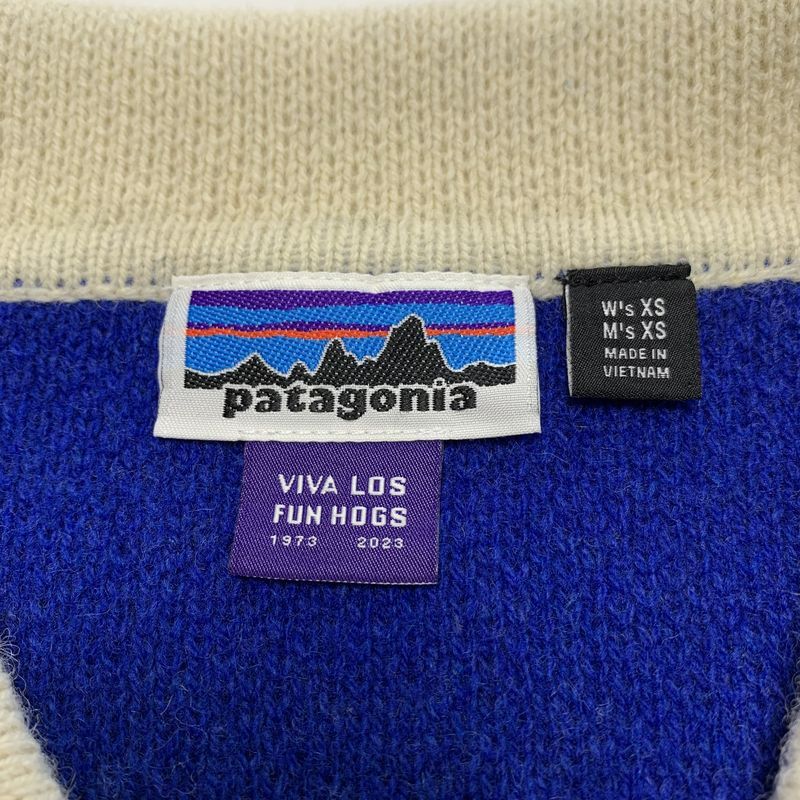 patagonia
VIVA LOS
FUN HOGS
1973 2023
W's XS
M's XS
MADE IN
VIETNAM